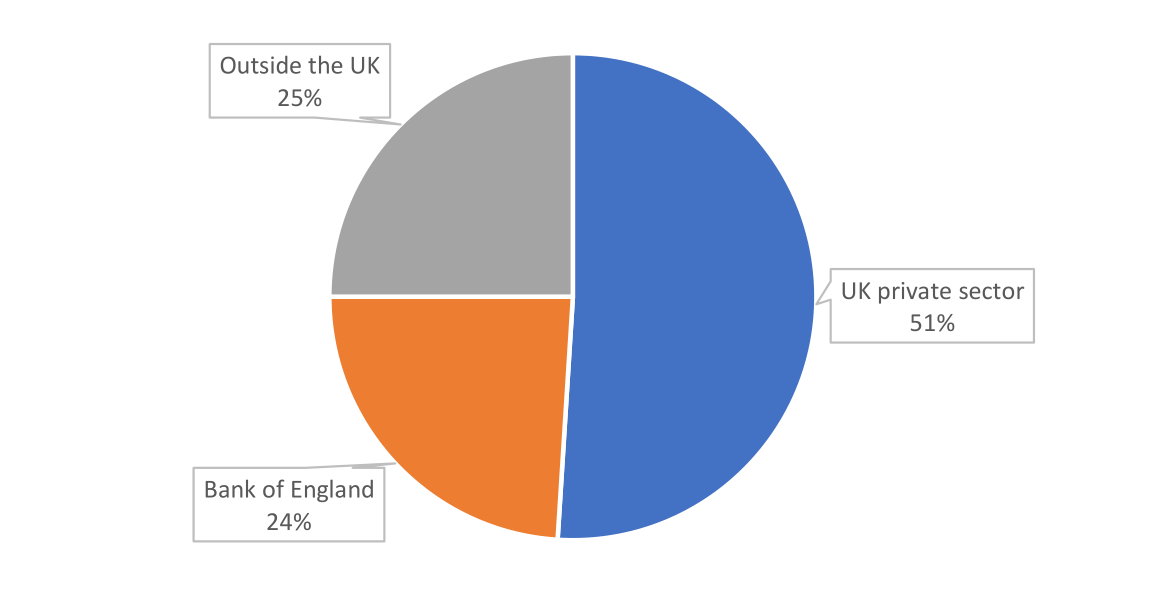 Outside the UK
25%
UK private sector
51%
Bank of England
24%